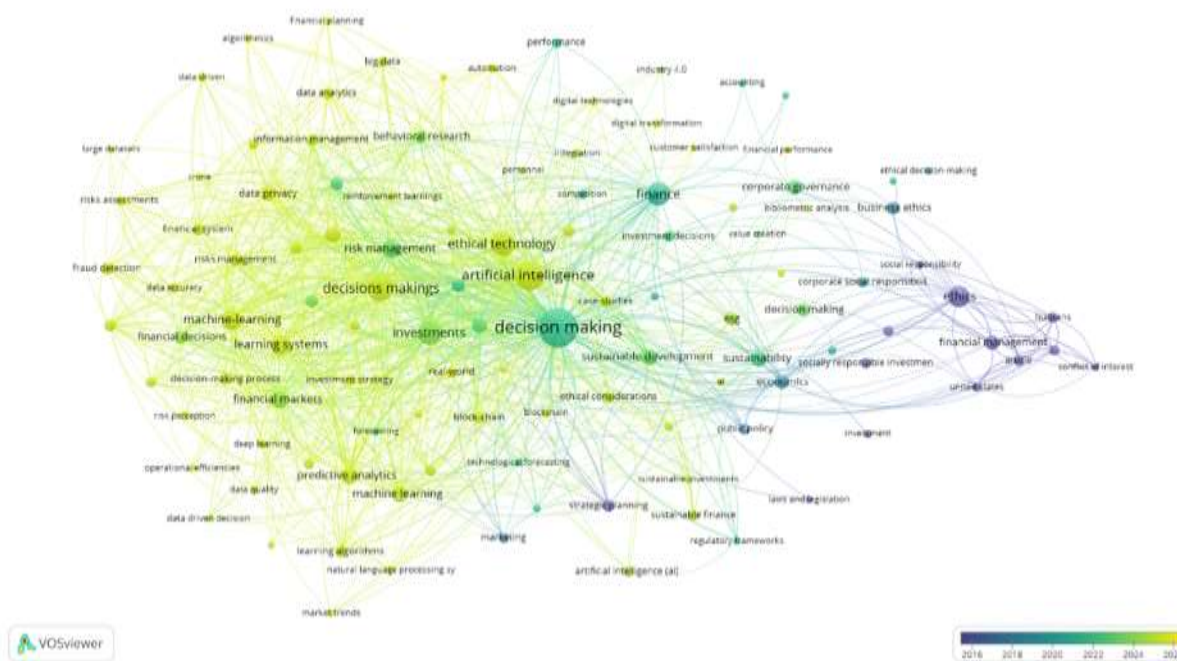 financial planning
algorithmics
performance
big data
automation
industry 4.0
data driven
accounting
data analytics
digital technologies
digital transformation
information management
behavioral research
large datasets
integration
customer satisfaction
financial performance
personnel
ethical decision making
crime
data privacy
reinforcement learnings
competition
finance
corporate governance
risks assessments
bibliometric analysis
business ethics
financial system
investment decisions
value creation
risk management
ethical technology
risks management
social responsibility
fraud detection
artificial intelligence
corporate social responsibili
data accuracy
decisions makings
case-studies
ethics
decision making
machine-learning
esg
humans
decision making
financial decisions
investments
learning systems
financial management
sustainable development
sustainability
article
socially responsible investmen
conflict of interest
real-world
decision-making process
investment strategy
economics
united states
ai
financial markets
ethical considerations
risk perception
block-chain
blockchain
forecasting
public policy
investment
deep learning
technological forecasting
operational efficiencies
predictive analytics
sustainable investments
data quality
machine learning
laws and legislation
strategic planning
data driven decision
sustainable finance
marketing
regulatory frameworks
learning algorithms
natural language processing sy
artificial intelligence (ai)
market trends
VOSviewer
2016 2018 2020 2022 2024